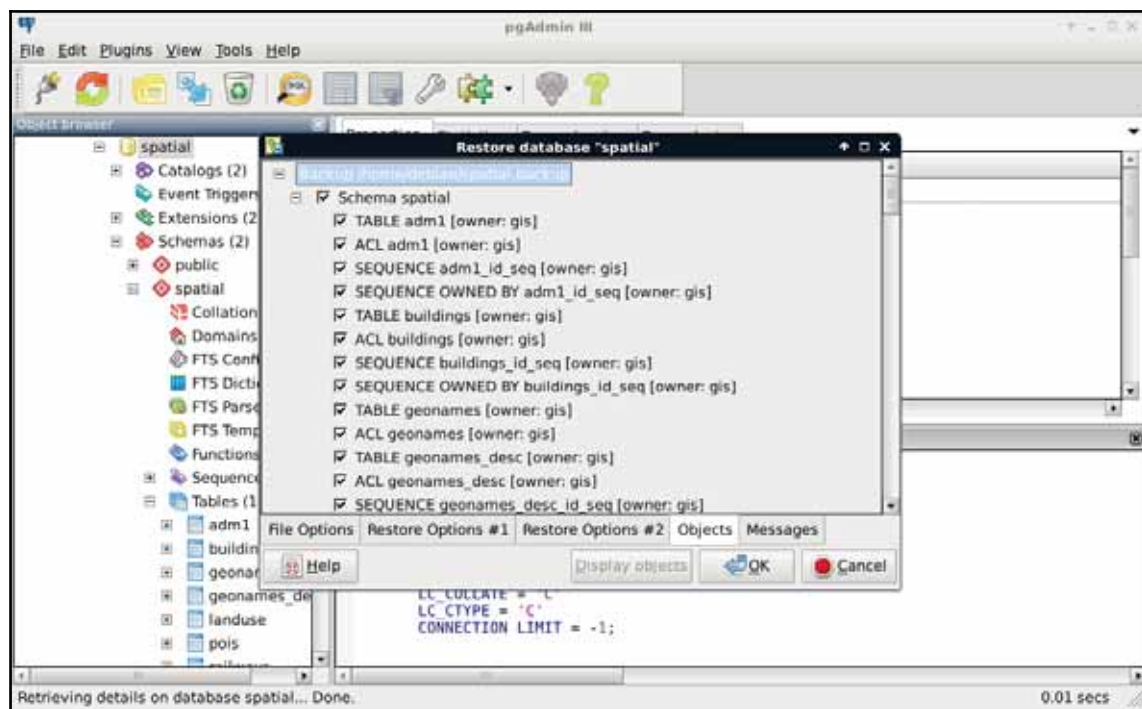 pgAdmin III
File Edit Plugins View Tools Help
Object browser
spatial
Catalogs (2)
Event Triggers
Extensions (2
Schemas (2)
public
spatial
Collation
Domains
FTS Confi
FTS Dicti
FTS Parse
FTS Temp
Functions
Sequence
Tables (1
adm1
buildin
geonar
geonames_de
landuse
pois
Restore database "spatial"
Backup /home/debian/spatial.backup
Schema spatial
TABLE adm1 [owner: gis]
ACL adm1 [owner: gis]
SEQUENCE adm1_id_seq [owner: gis]
SEQUENCE OWNED BY adm1_id_seq [owner: gis]
TABLE buildings [owner: gis]
ACL buildings [owner: gis]
SEQUENCE buildings_id_seq [owner: gis]
SEQUENCE OWNED BY buildings_id_seq [owner: gis]
TABLE geonames [owner: gis]
ACL geonames [owner: gis]
TABLE geonames_desc [owner: gis]
ACL geonames_desc [owner: gis]
SEQUENCE geonames_desc_id_seq [owner: gis]
File Options Restore Options #1 Restore Options #2 Objects Messages
Help Display objects OK Cancel
LC_COLLATE = 'C'
LC_CTYPE = 'C'
CONNECTION LIMIT = -1;
Retrieving details on database spatial... Done. 0.01 secs